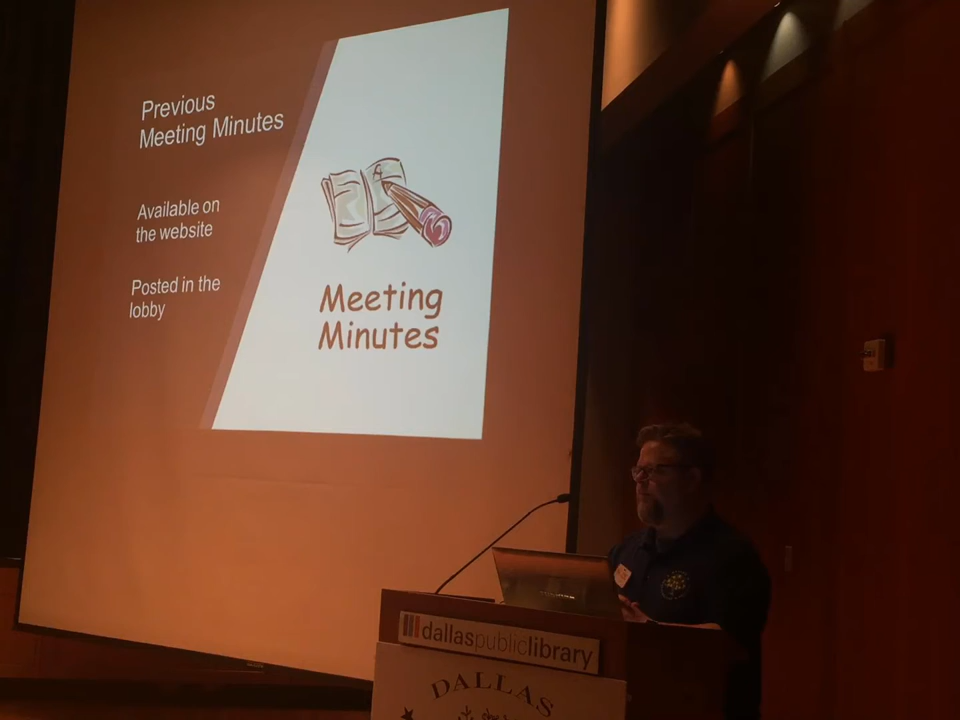 Previous
Meeting Minutes
Available on
the website
Posted in the
lobby
Meeting
Minutes
dallaspubliclibrary
DALLAS